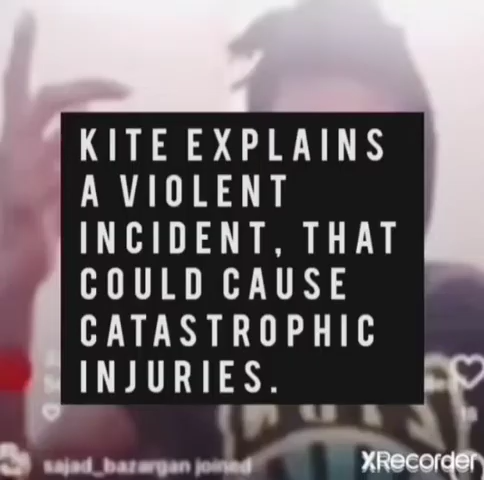 KITE EXPLAINS
A VIOLENT
INCIDENT, THAT
COULD CAUSE
CATASTROPHIC
INJURIES.
sajad_bazargan joined
XRecorder